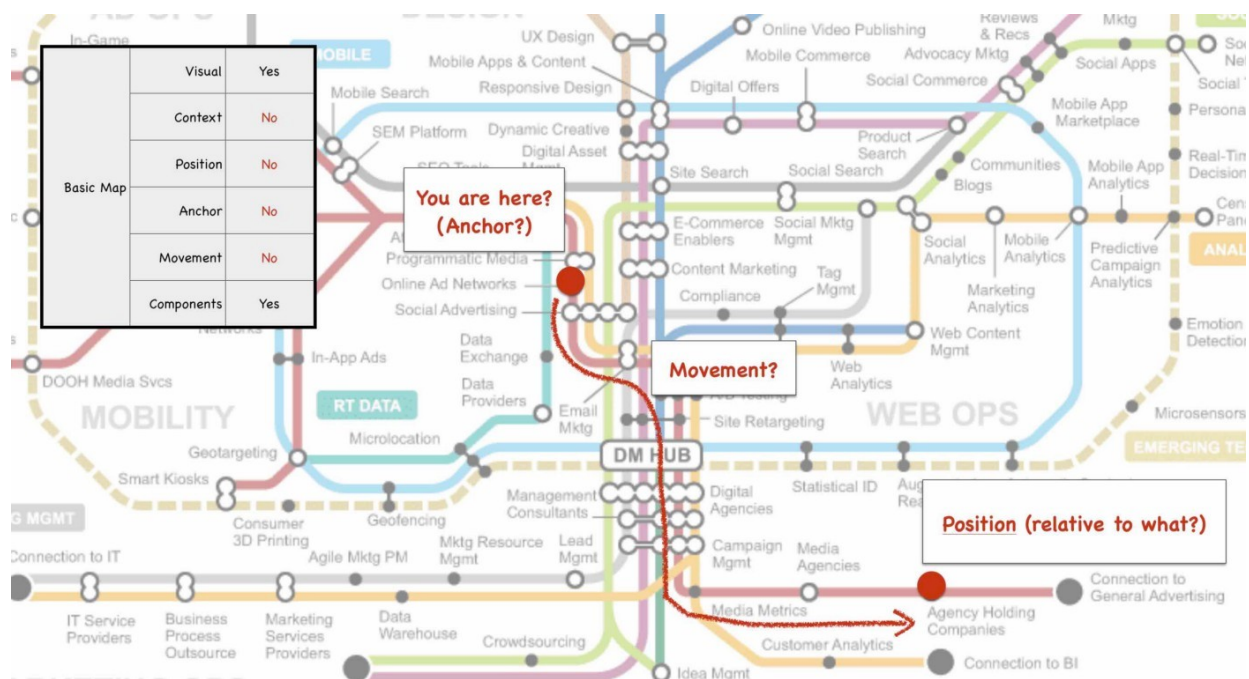 Basic Map
Visual Yes
Context No
Position No
Anchor No
Movement No
Components Yes
You are here?
(Anchor?)
Movement?
Position (relative to what?)
DESIGN
In-Game
MOBILE
Mobile Search
SEM Platform
UX Design
Mobile Apps & Content
Responsive Design
Dynamic Creative
Digital Asset
Mgmt
Online Video Publishing
Mobile Commerce
Digital Offers
Reviews
& Recs
Mktg
Advocacy Mktg
Social Commerce
Social Apps
Mobile App
Marketplace
Product
Search
Communities
Blogs
Mobile App
Analytics
Site Search
Social Search
E-Commerce
Enablers
Social Mktg
Mgmt
Social
Analytics
Mobile
Analytics
Predictive
Campaign
Analytics
Marketing
Analytics
Programmatic Media
Online Ad Networks
Social Advertising
Content Marketing
Tag
Mgmt
Compliance
Web Content
Mgmt
Web
Analytics
Emotion
Detection
Networks
In-App Ads
DOOH Media Svcs
Data
Exchange
Data
Providers
MOBILITY
RT DATA
Email
Mktg
Site Retargeting
WEB OPS
Microsensors
EMERGING
Microlocation
Geotargeting
DM HUB
Smart Kiosks
Consumer
3D Printing
Geofencing
Management
Consultants
Digital
Agencies
Statistical ID
MGMT
Connection to IT
Agile Mktg PM
Mktg Resource
Mgmt
Lead
Mgmt
Campaign
Mgmt
Media
Agencies
Connection to
General Advertising
IT Service
Providers
Business
Process
Outsource
Marketing
Services
Providers
Data
Warehouse
Media Metrics
Agency Holding
Companies
Crowdsourcing
Customer Analytics
Idea Mgmt
Connection to BI